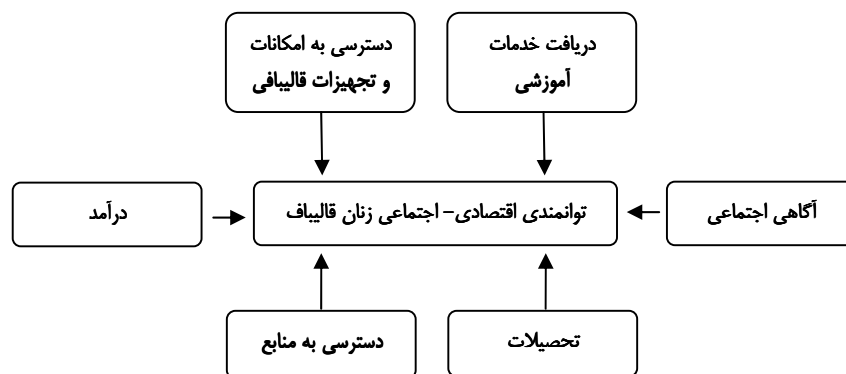 دریافت خدمات
آموزشی
دسترسی به امکانات
و تجهیزات قالیبافی
آگاهی اجتماعی
توانمندی اقتصادی- اجتماعی زنان قالیباف
درآمد
تحصیلات
دسترسی به منابع